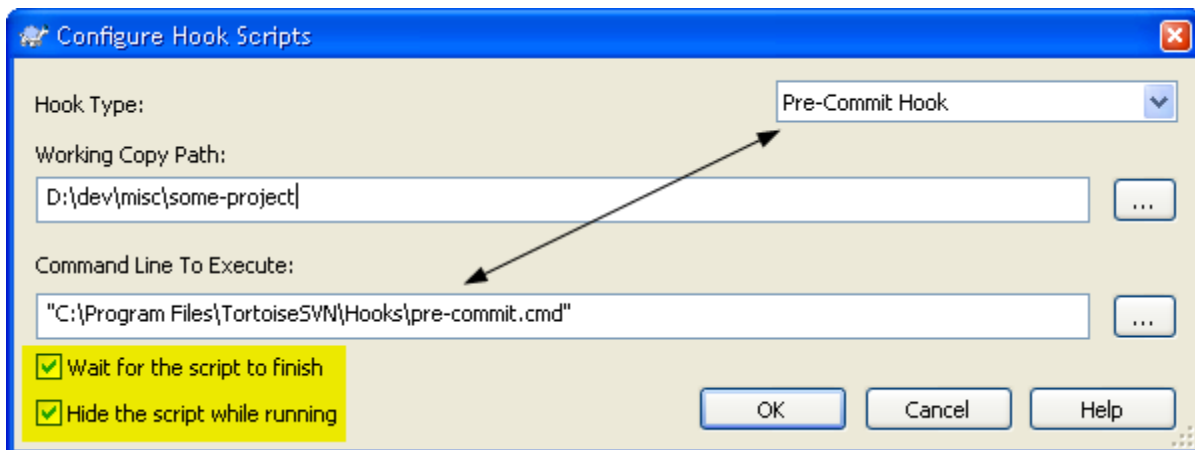 Configure Hook Scripts
Hook Type:
Pre-Commit Hook
Working Copy Path:
D:\dev\misc\some-project
...
Command Line To Execute:
"C:\Program Files\TortoiseSVN\Hooks\pre-commit.cmd"
...
Wait for the script to finish
Hide the script while running
OK
Cancel
Help